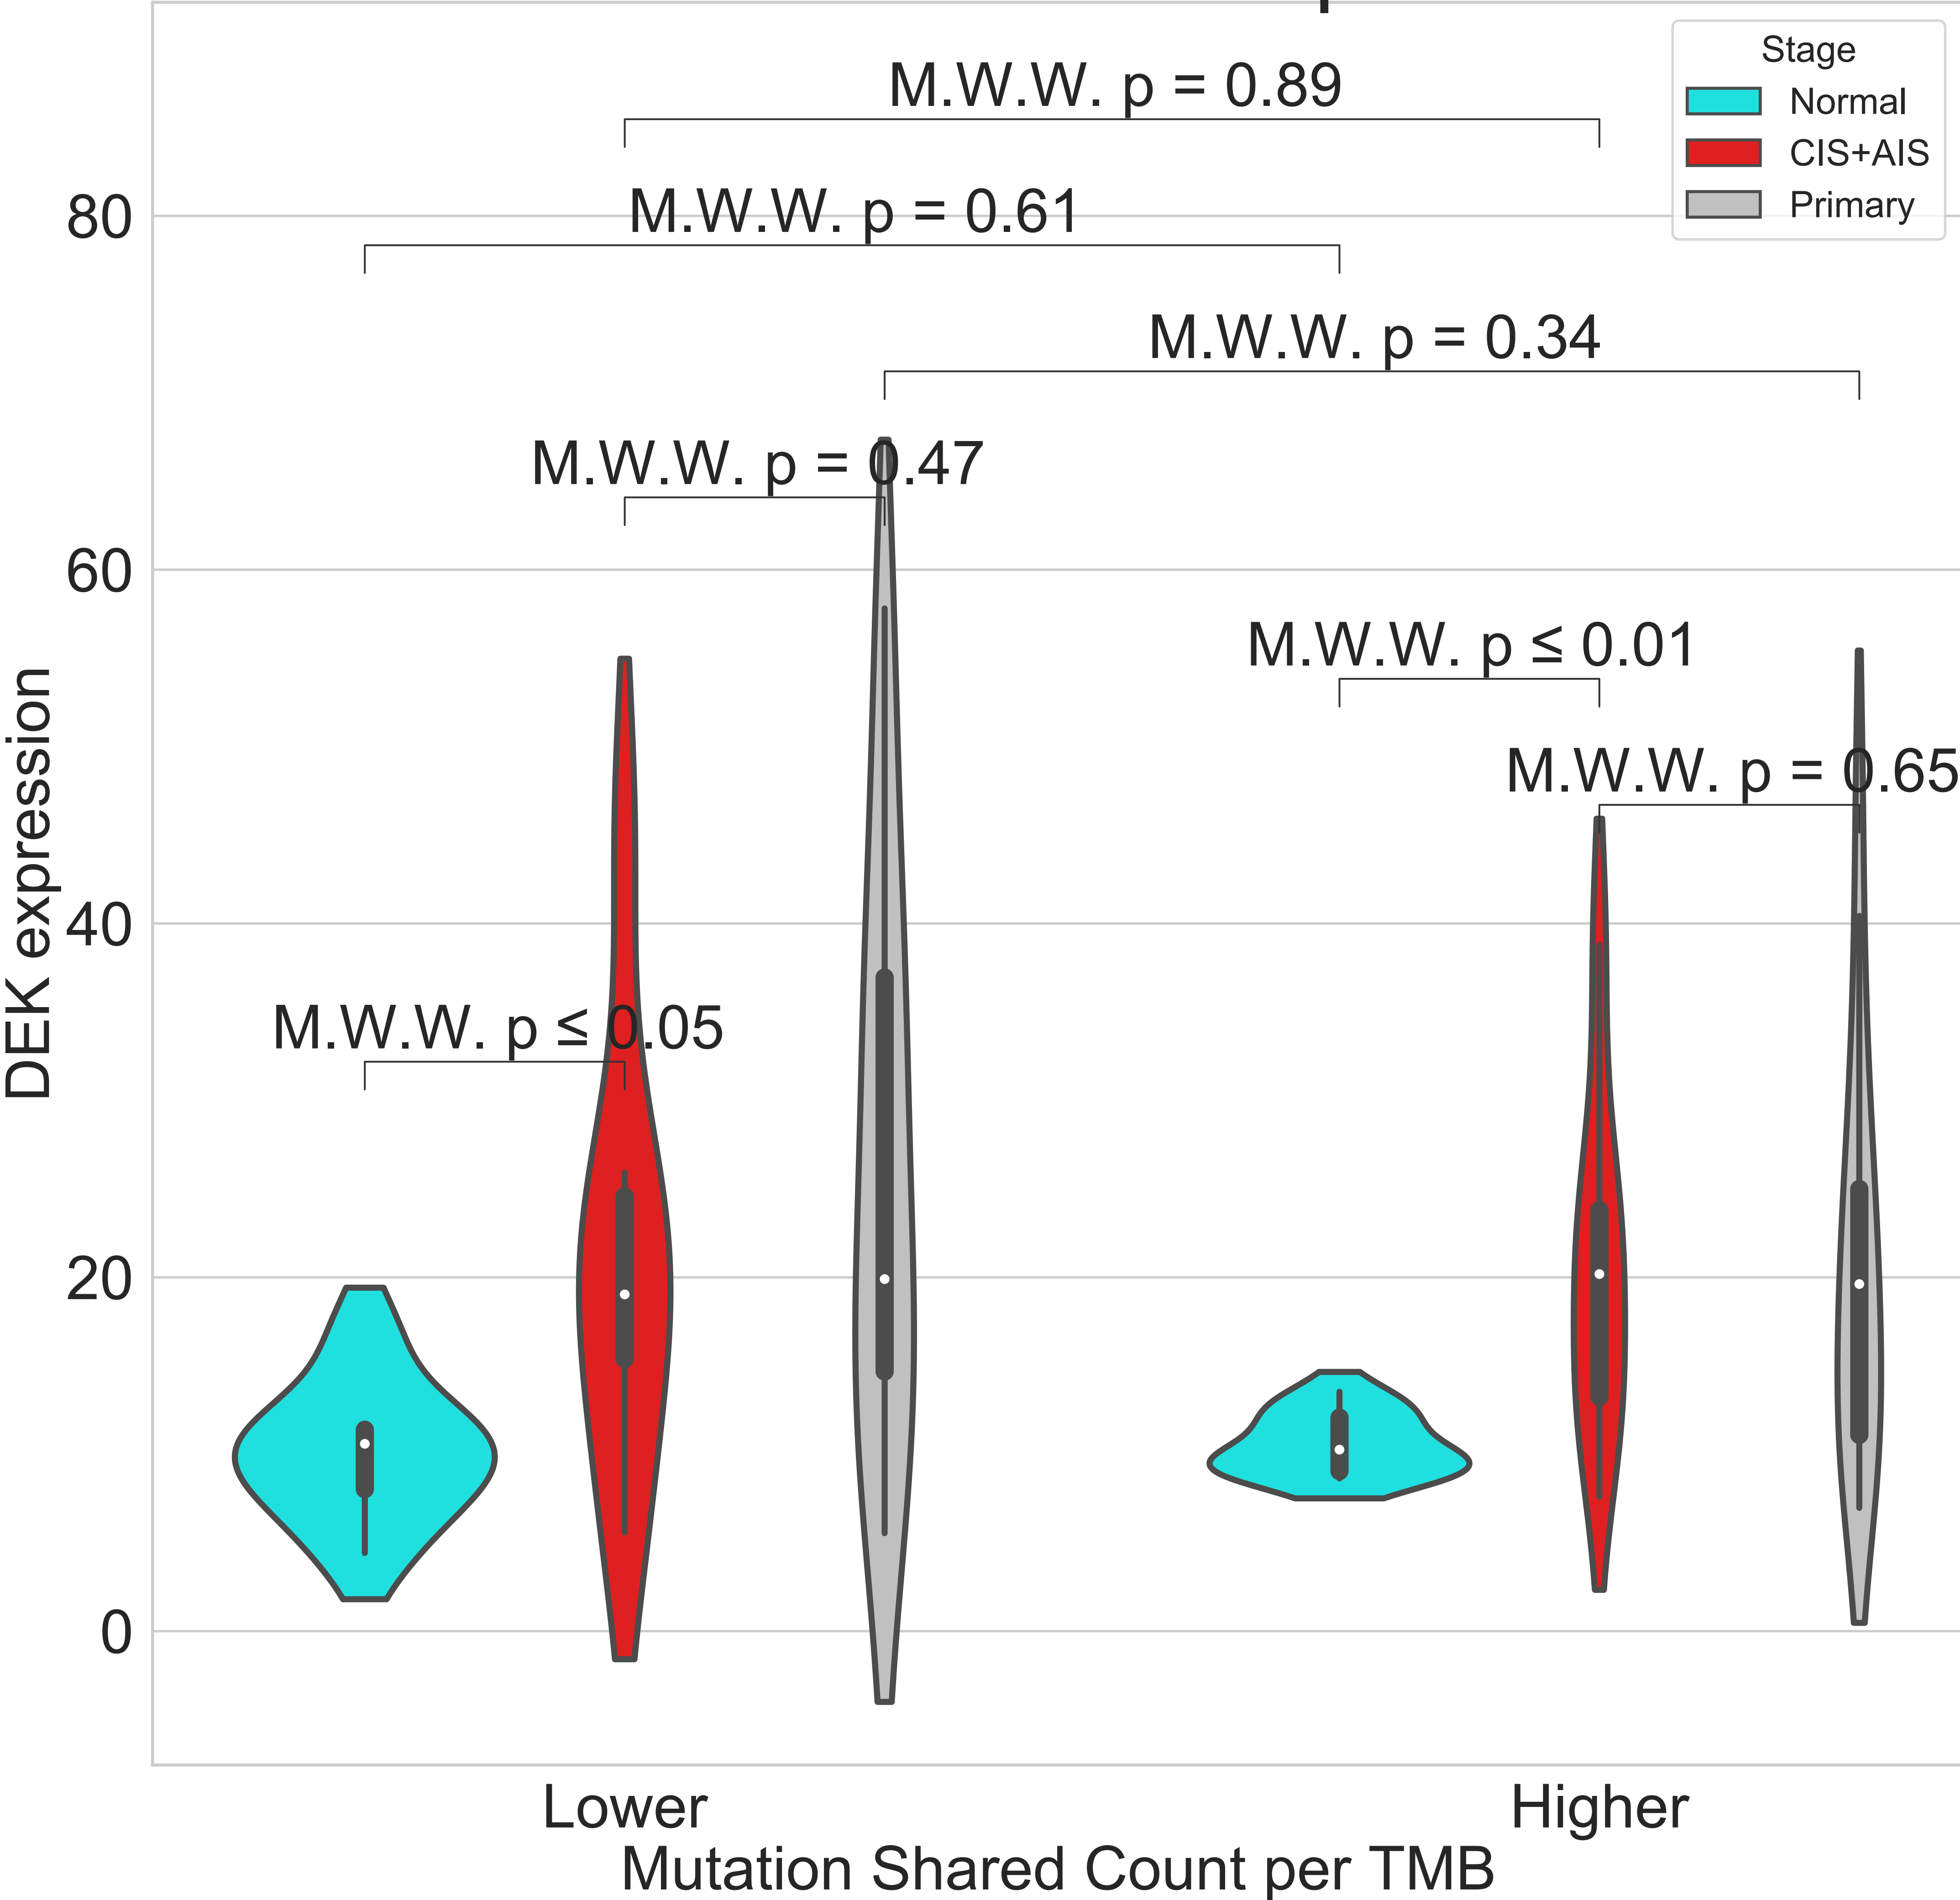 Stage
Normal
CIS+AIS
Primary
M.W.W. p = 0.89
M.W.W. p = 0.61
M.W.W. p = 0.34
M.W.W. p = 0.47
M.W.W. p ≤ 0.01
M.W.W. p = 0.65
M.W.W. p ≤ 0.05
80
60
40
20
0
DEK expression
Lower
Higher
Mutation Shared Count per TMB